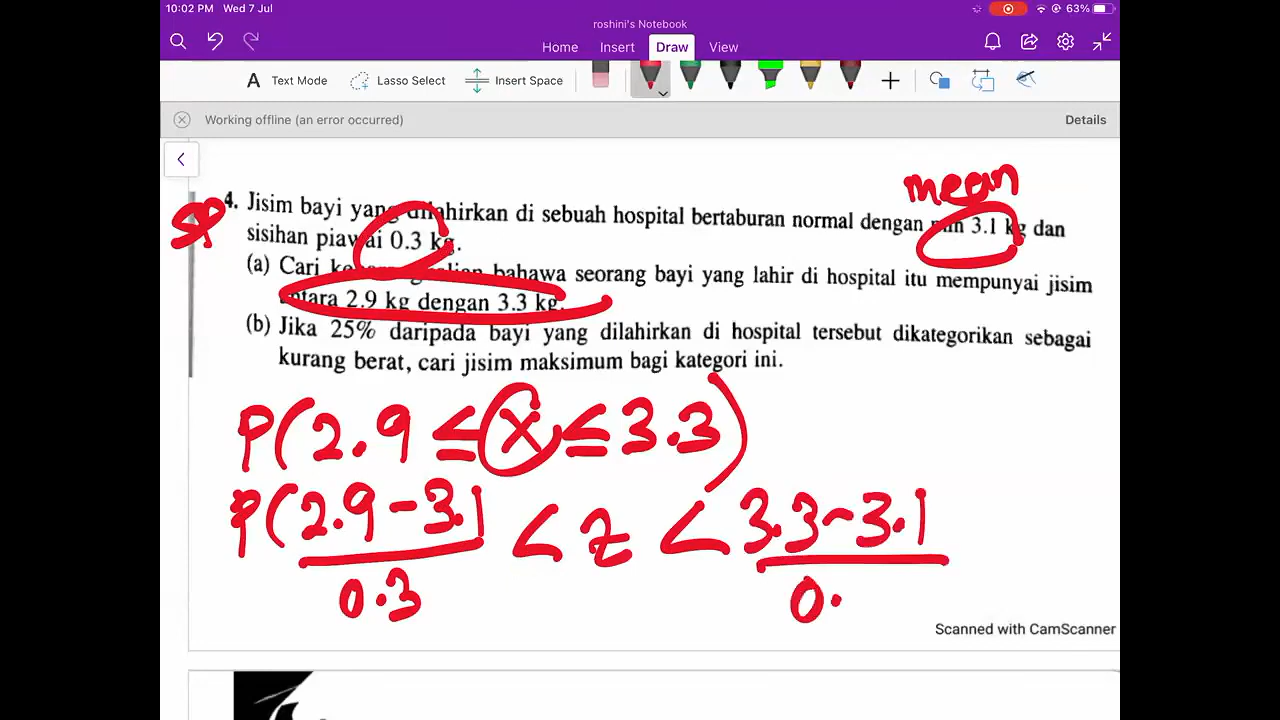 10:02 PM Wed 7 Jul
63%
roshini's Notebook
Home Insert Draw View
A Text Mode Lasso Select Insert Space
Working offline (an error occurred) Details
mean
4. Jisim bayi yang dilahirkan di sebuah hospital bertaburan normal dengan min 3.1 kg dan
sisihan piawai 0.3 kg.
(a) Cari bahawa seorang bayi yang lahir di hospital itu mempunyai jisim
antara 2.9 kg dengan 3.3 kg.
(b) Jika 25% daripada bayi yang dilahirkan di hospital tersebut dikategorikan sebagai
kurang berat, cari jisim maksimum bagi kategori ini.
P(2.9 ≤ X ≤ 3.3)
P(2.9 - 3.1 < Z < 3.3 - 3.1
0.3 0.
Scanned with CamScanner